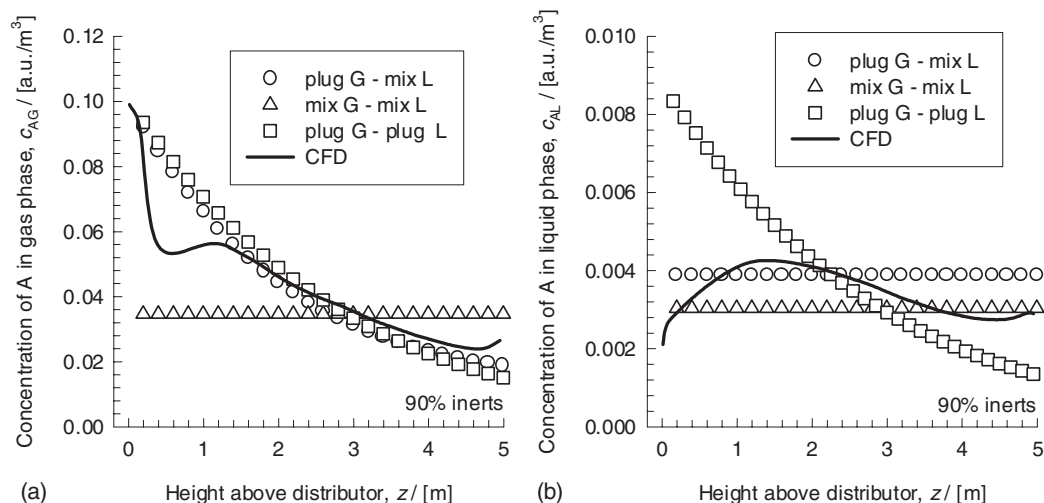 Concentration of A in gas phase, c_AG / [a.u./m³]
0.12
0.10
0.08
0.06
0.04
0.02
0.00
plug G - mix L
mix G - mix L
plug G - plug L
CFD
90% inerts
0 1 2 3 4 5
(a) Height above distributor, z / [m]
Concentration of A in liquid phase, c_AL / [a.u./m³]
0.010
0.008
0.006
0.004
0.002
0.000
plug G - mix L
mix G - mix L
plug G - plug L
CFD
90% inerts
0 1 2 3 4 5
(b) Height above distributor, z / [m]